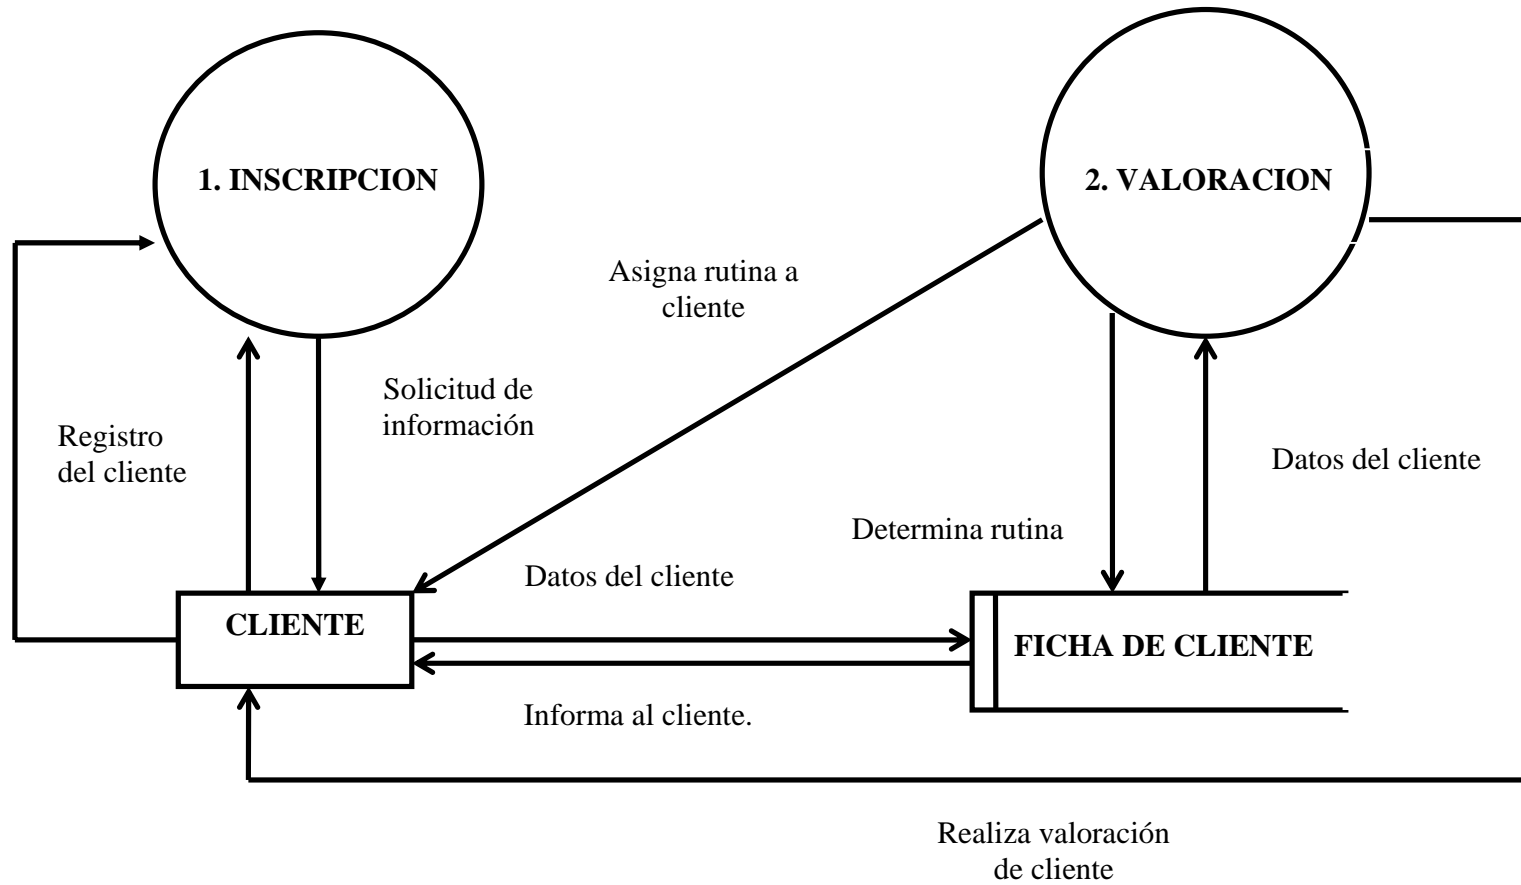 1. INSCRIPCION
2. VALORACION
Asigna rutina a
cliente
Solicitud de
información
Registro
del cliente
Datos del cliente
Determina rutina
Datos del cliente
CLIENTE
FICHA DE CLIENTE
Informa al cliente.
Realiza valoración
de cliente